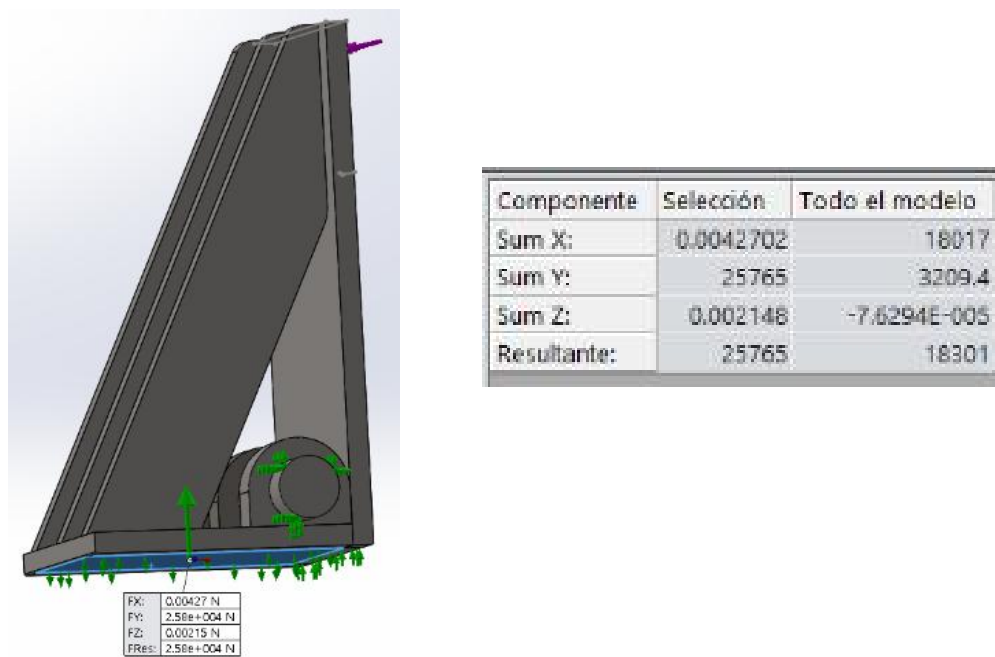 FX: 0.00427 N
FY: 2.58e+004 N
FZ: 0.00215 N
FRes: 2.58e+004 N
Componente Selección Todo el modelo
Sum X: 0.0042702 18017
Sum Y: 25765 3209.4
Sum Z: 0.002148 -7.6294E-005
Resultante: 25765 18301